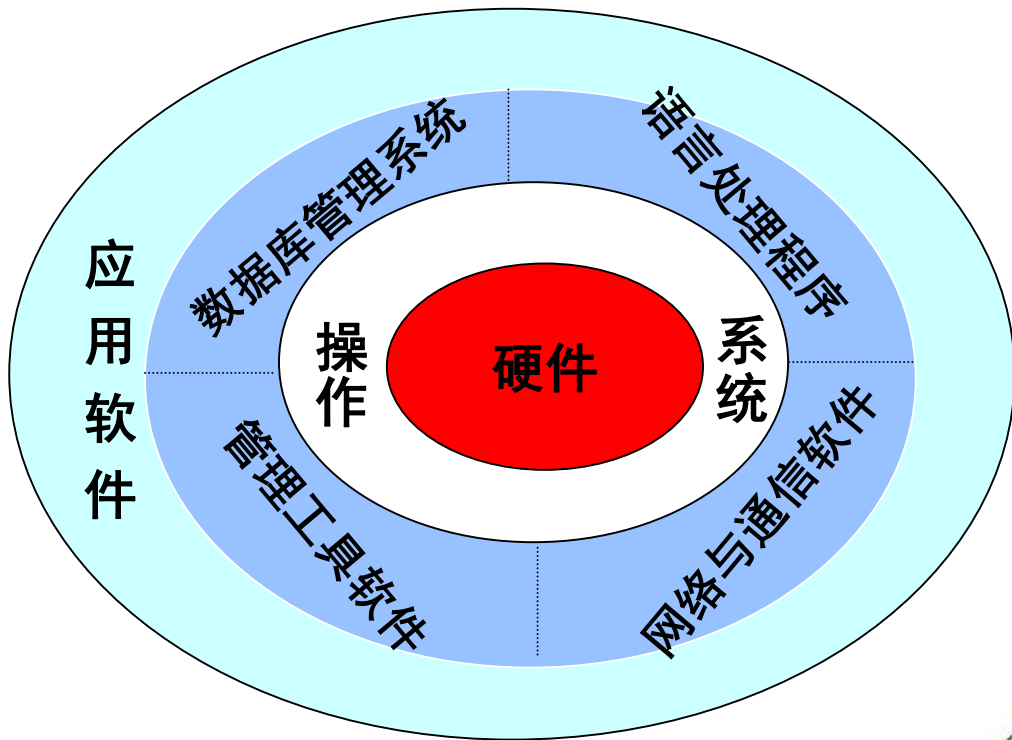 数据库管理系统
语言处理程序
应用软件
操作
硬件
系统
管理工具软件
网络与通信软件